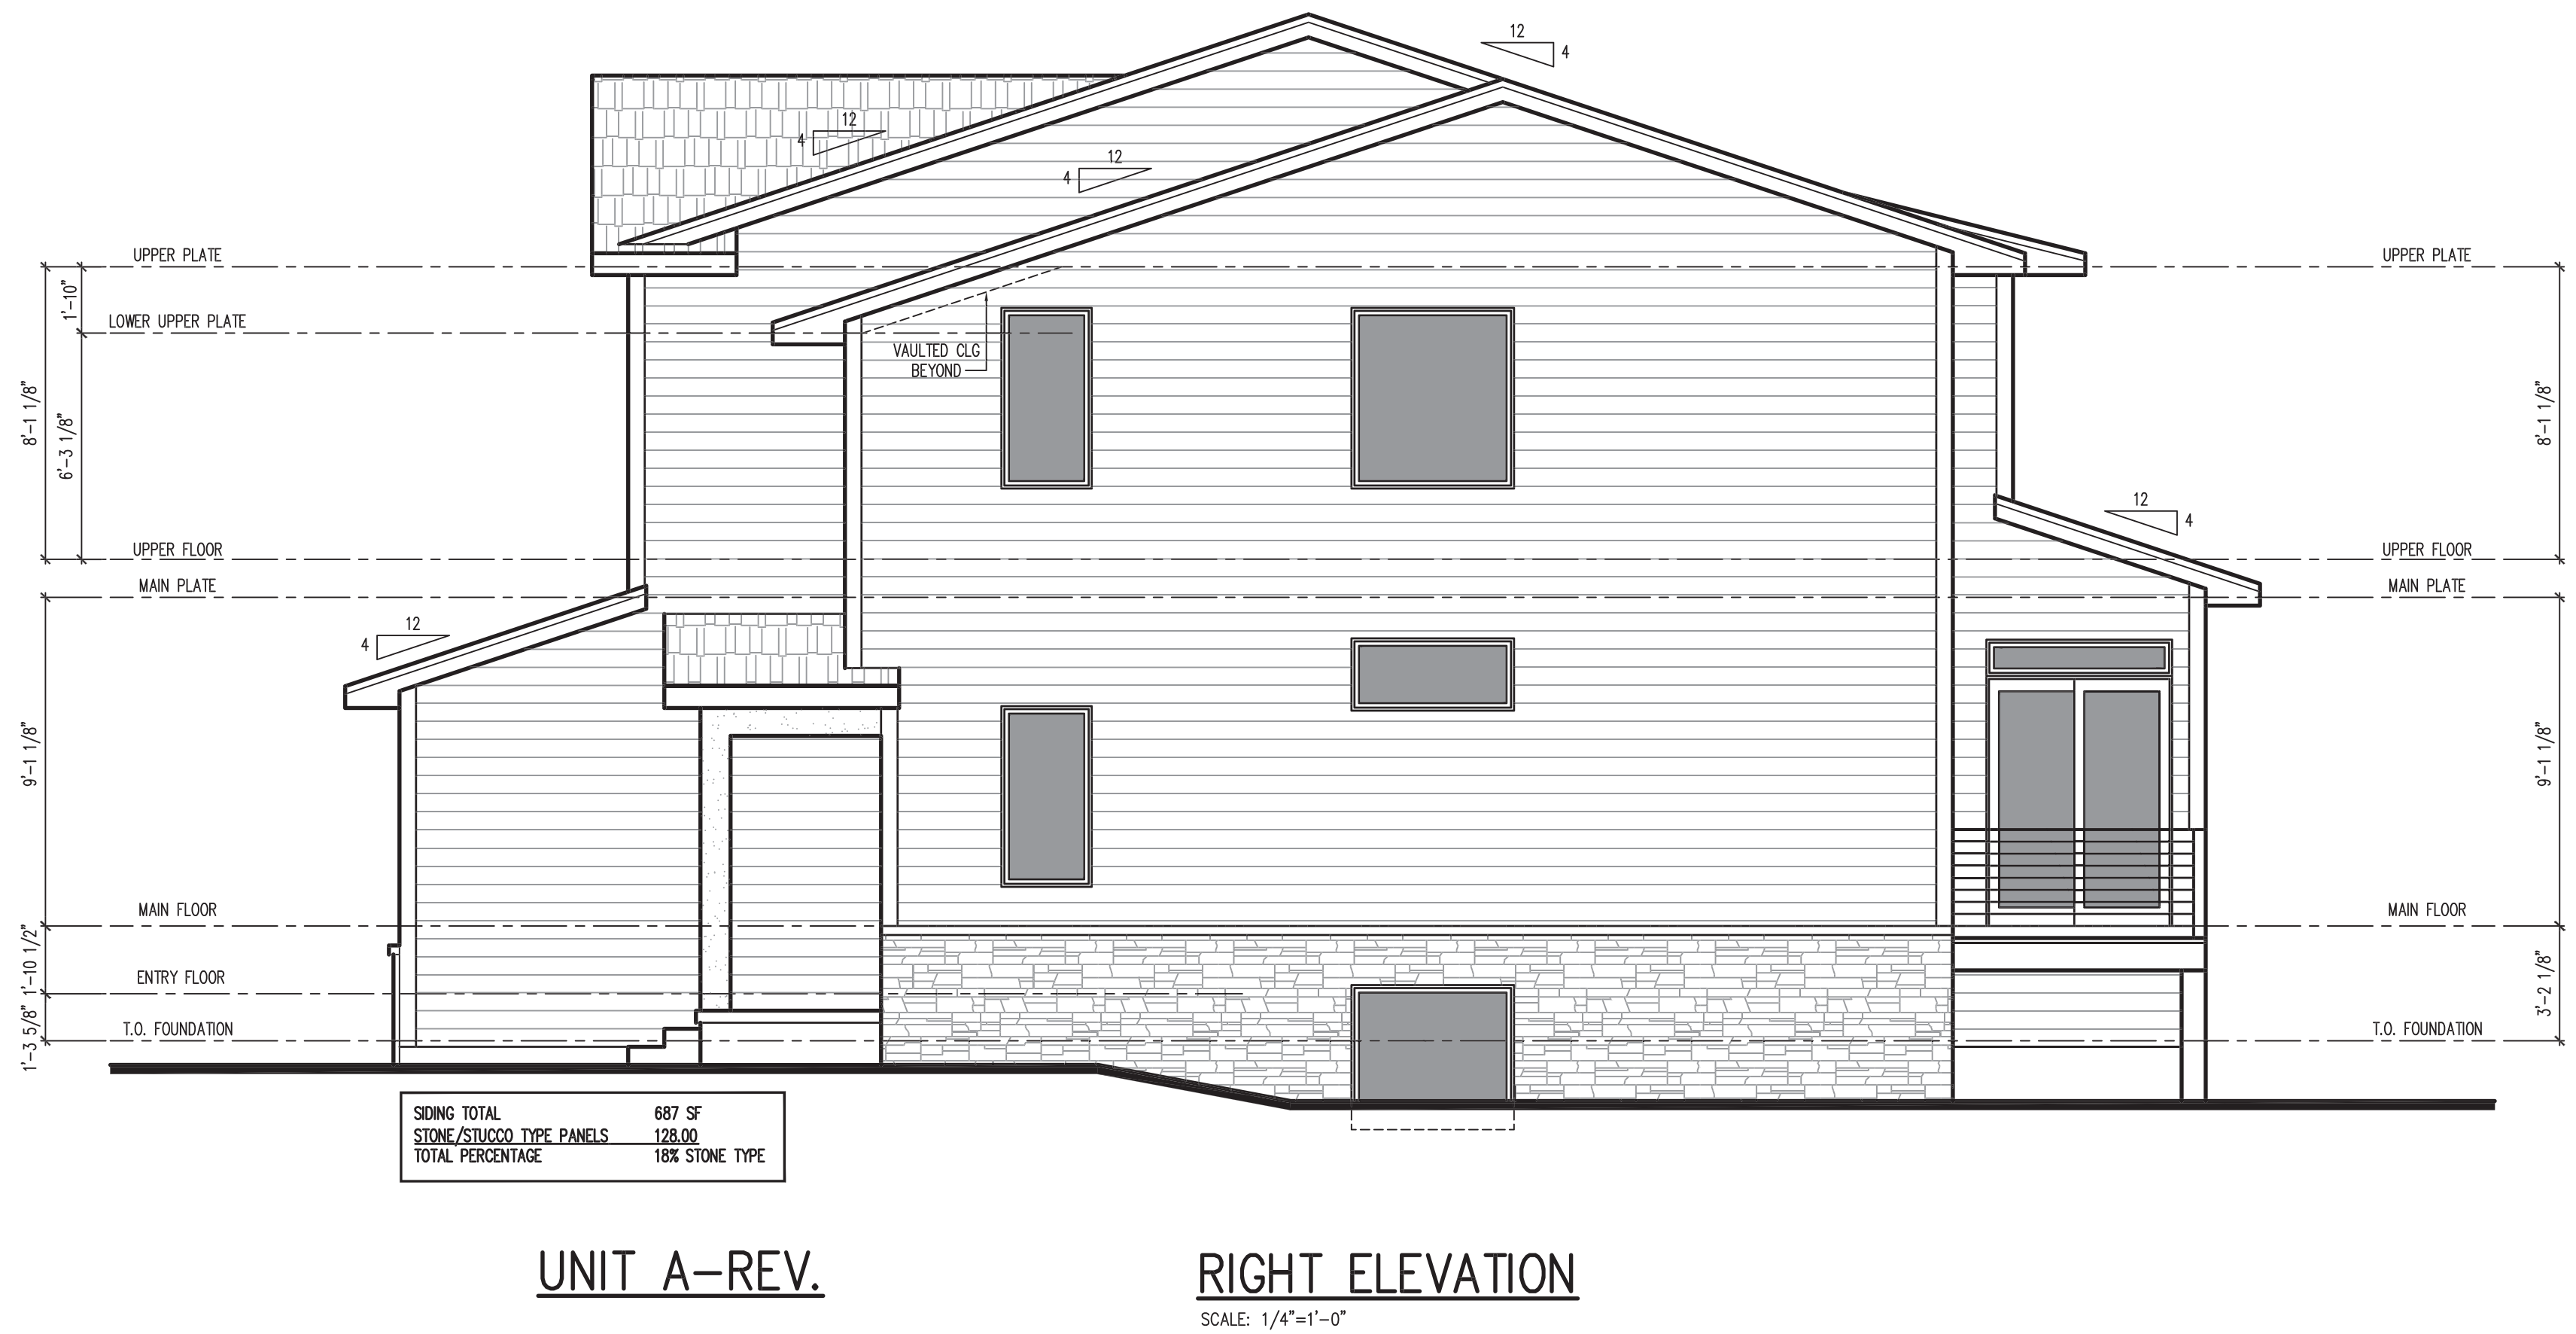 12
4
12
4
12
4
UPPER PLATE
UPPER PLATE
1'-10"
LOWER UPPER PLATE
VAULTED CLG
BEYOND
8'-1 1/8"
6'-3 1/8"
8'-1 1/8"
12
4
UPPER FLOOR
UPPER FLOOR
MAIN PLATE
MAIN PLATE
12
4
9'-1 1/8"
9'-1 1/8"
MAIN FLOOR
MAIN FLOOR
1'-10 1/2"
ENTRY FLOOR
3'-2 1/8"
1'-3 5/8"
T.O. FOUNDATION
T.O. FOUNDATION
SIDING TOTAL 687 SF
STONE/STUCCO TYPE PANELS 128.00
TOTAL PERCENTAGE 18% STONE TYPE
UNIT A-REV.
RIGHT ELEVATION
SCALE: 1/4"=1'-0"